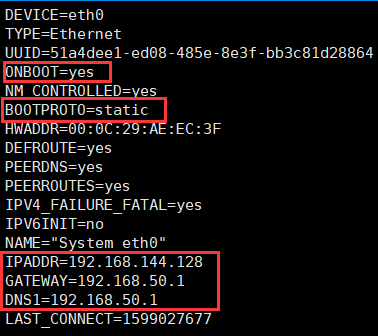 DEVICE=eth0
TYPE=Ethernet
UUID=51a4dee1-ed08-485e-8e3f-bb3c81d28864
ONBOOT=yes
NM_CONTROLLED=yes
BOOTPROTO=static
HWADDR=00:0C:29:AE:EC:3F
DEFROUTE=yes
PEERDNS=yes
PEERROUTES=yes
IPV4_FAILURE_FATAL=yes
IPV6INIT=no
NAME="System eth0"
IPADDR=192.168.144.128
GATEWAY=192.168.50.1
DNS1=192.168.50.1
LAST_CONNECT=1599027677